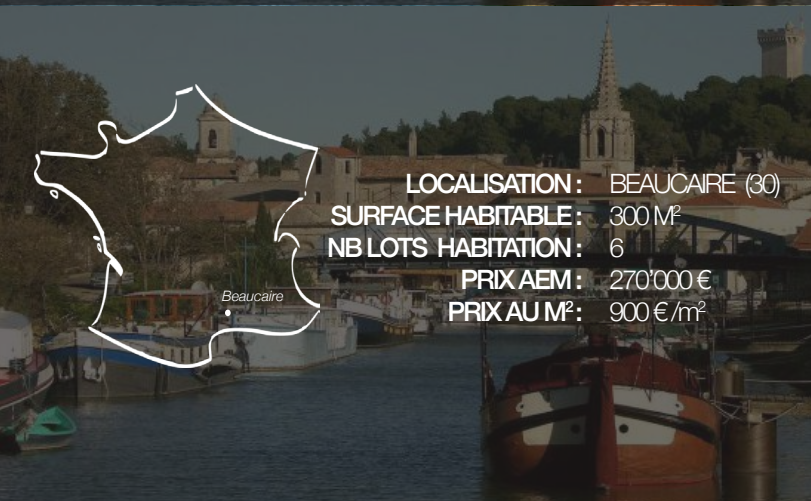 LOCALISATION : BEAUCAIRE (30)
SURFACE HABITABLE : 300 M²
NB LOTS HABITATION : 6
PRIX AEM : 270'000 €
PRIX AU M² : 900 € /m²
Beaucaire